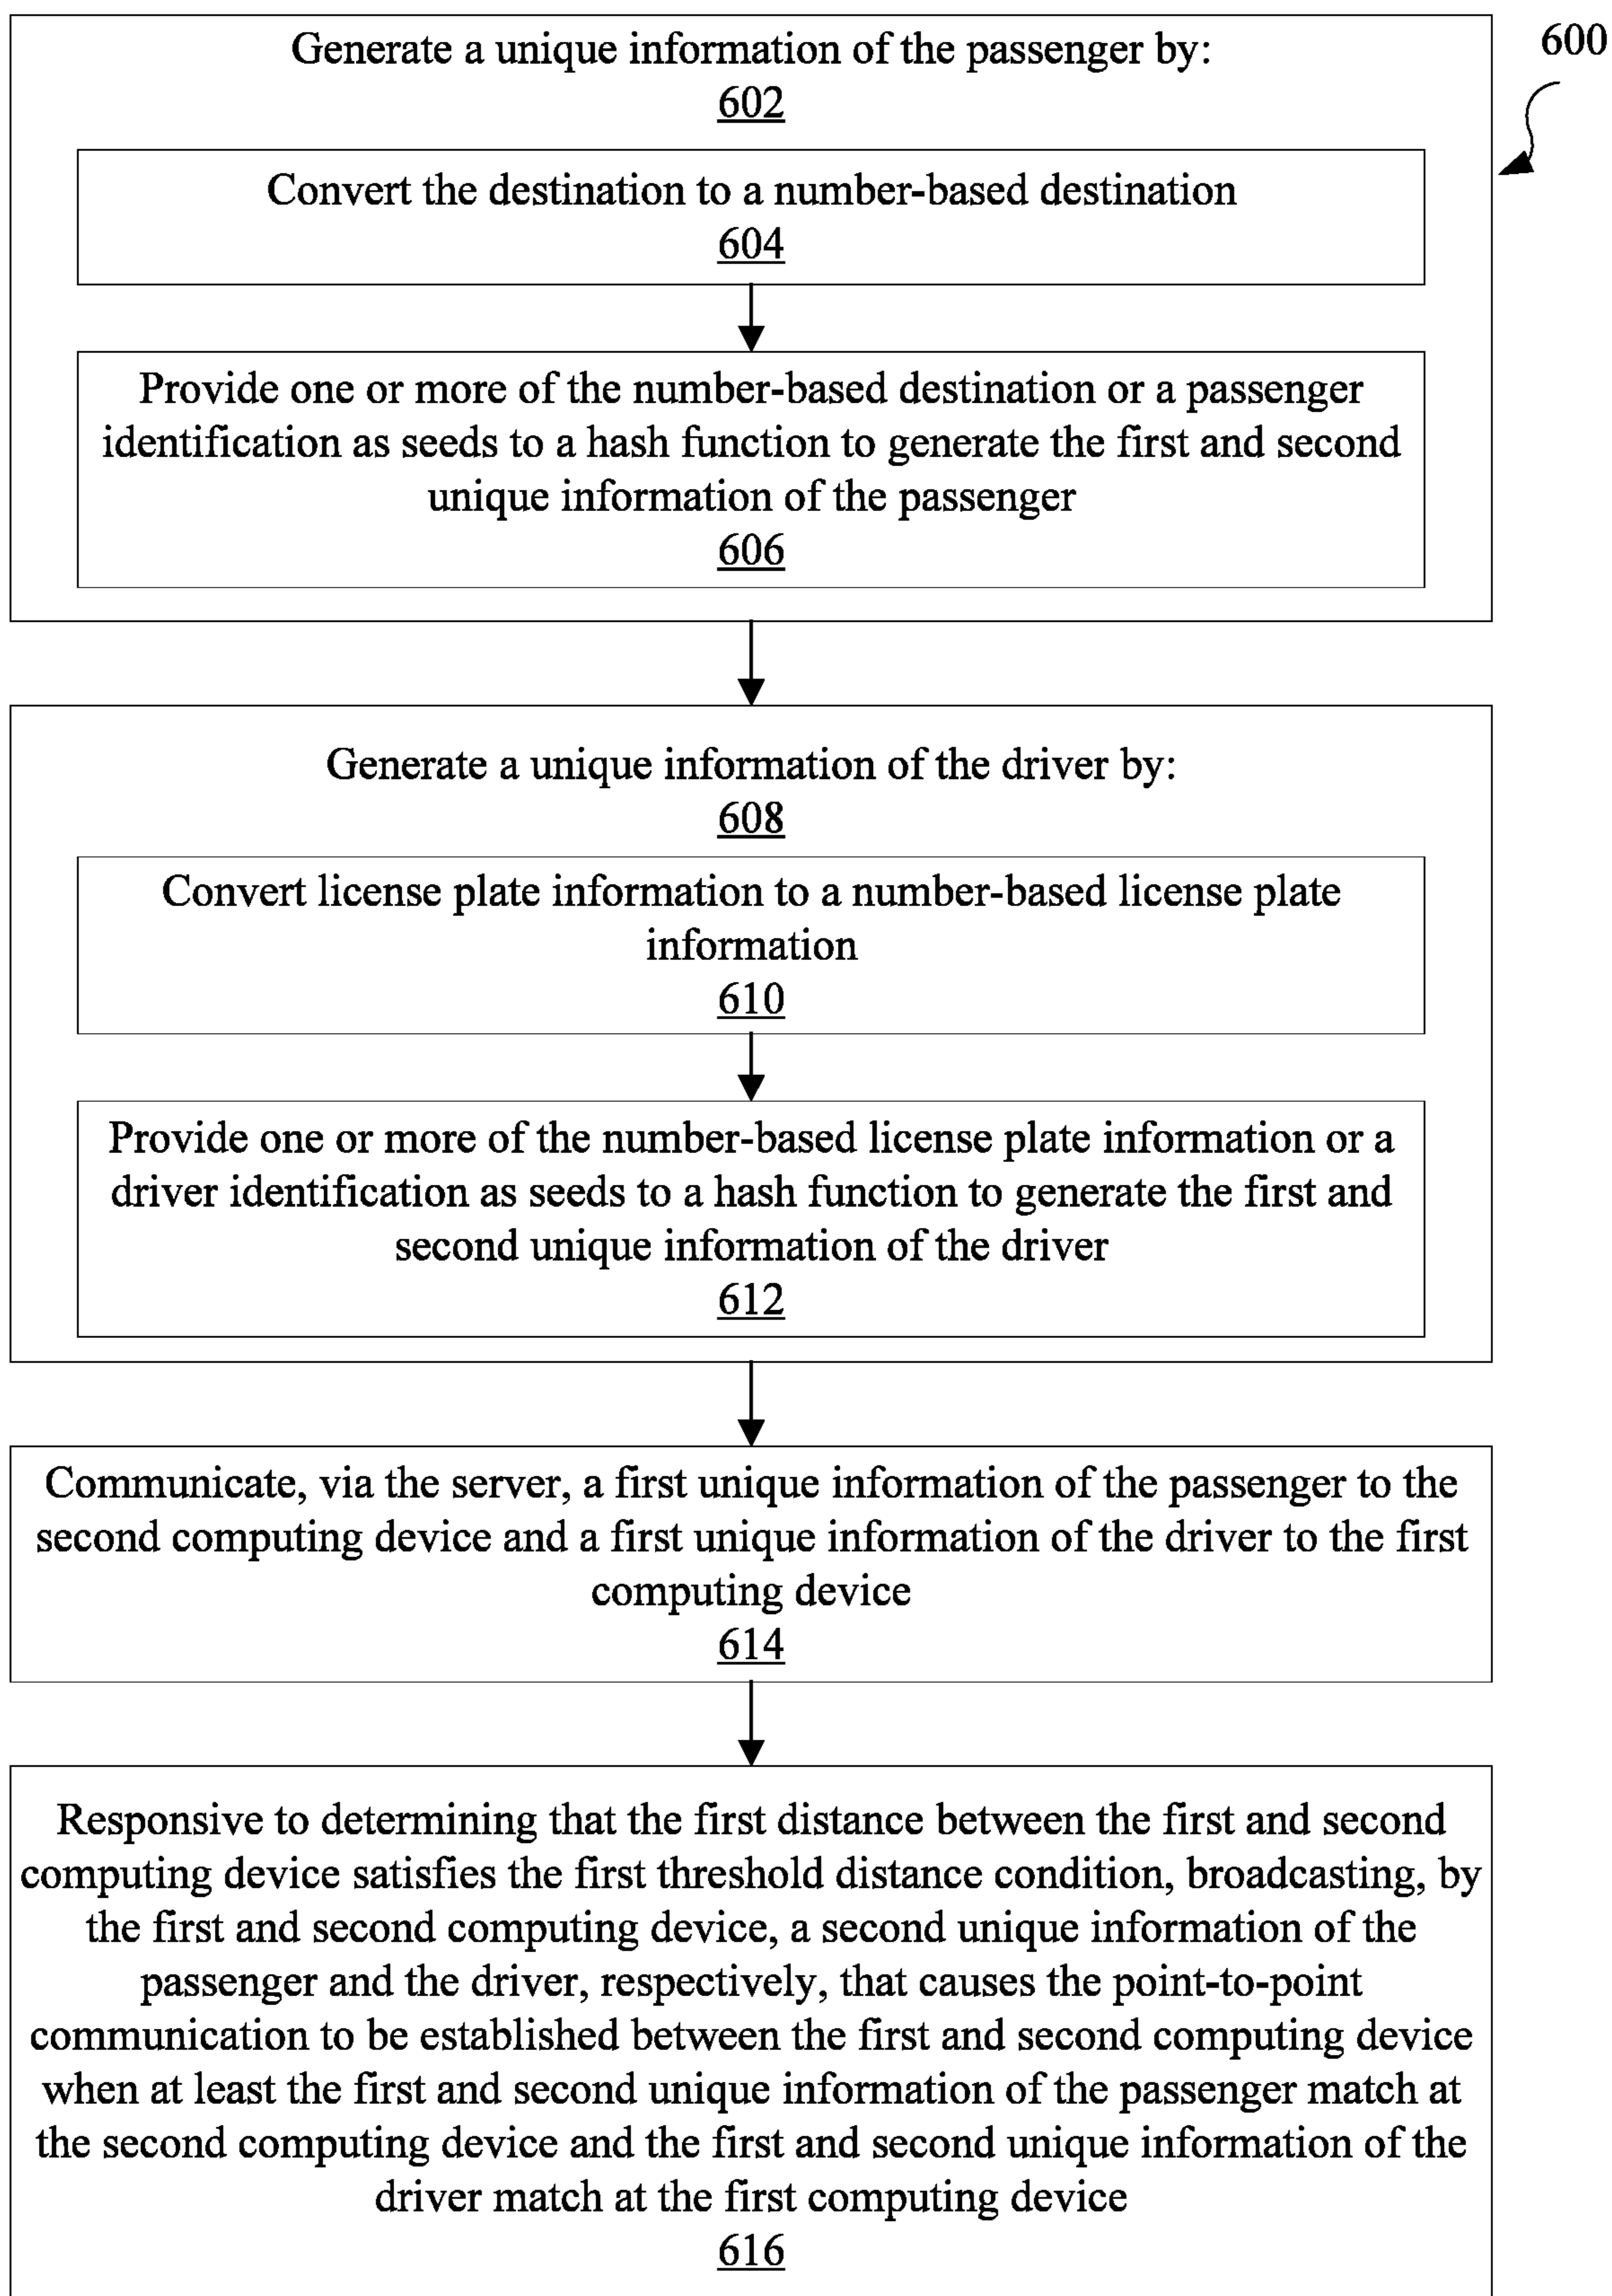 Generate a unique information of the passenger by:
602
600
Convert the destination to a number-based destination
604
Provide one or more of the number-based destination or a passenger
identification as seeds to a hash function to generate the first and second
unique information of the passenger
606
Generate a unique information of the driver by:
608
Convert license plate information to a number-based license plate
information
610
Provide one or more of the number-based license plate information or a
driver identification as seeds to a hash function to generate the first and
second unique information of the driver
612
Communicate, via the server, a first unique information of the passenger to the
second computing device and a first unique information of the driver to the first
computing device
614
Responsive to determining that the first distance between the first and second
computing device satisfies the first threshold distance condition, broadcasting, by
the first and second computing device, a second unique information of the
passenger and the driver, respectively, that causes the point-to-point
communication to be established between the first and second computing device
when at least the first and second unique information of the passenger match at
the second computing device and the first and second unique information of the
driver match at the first computing device
616